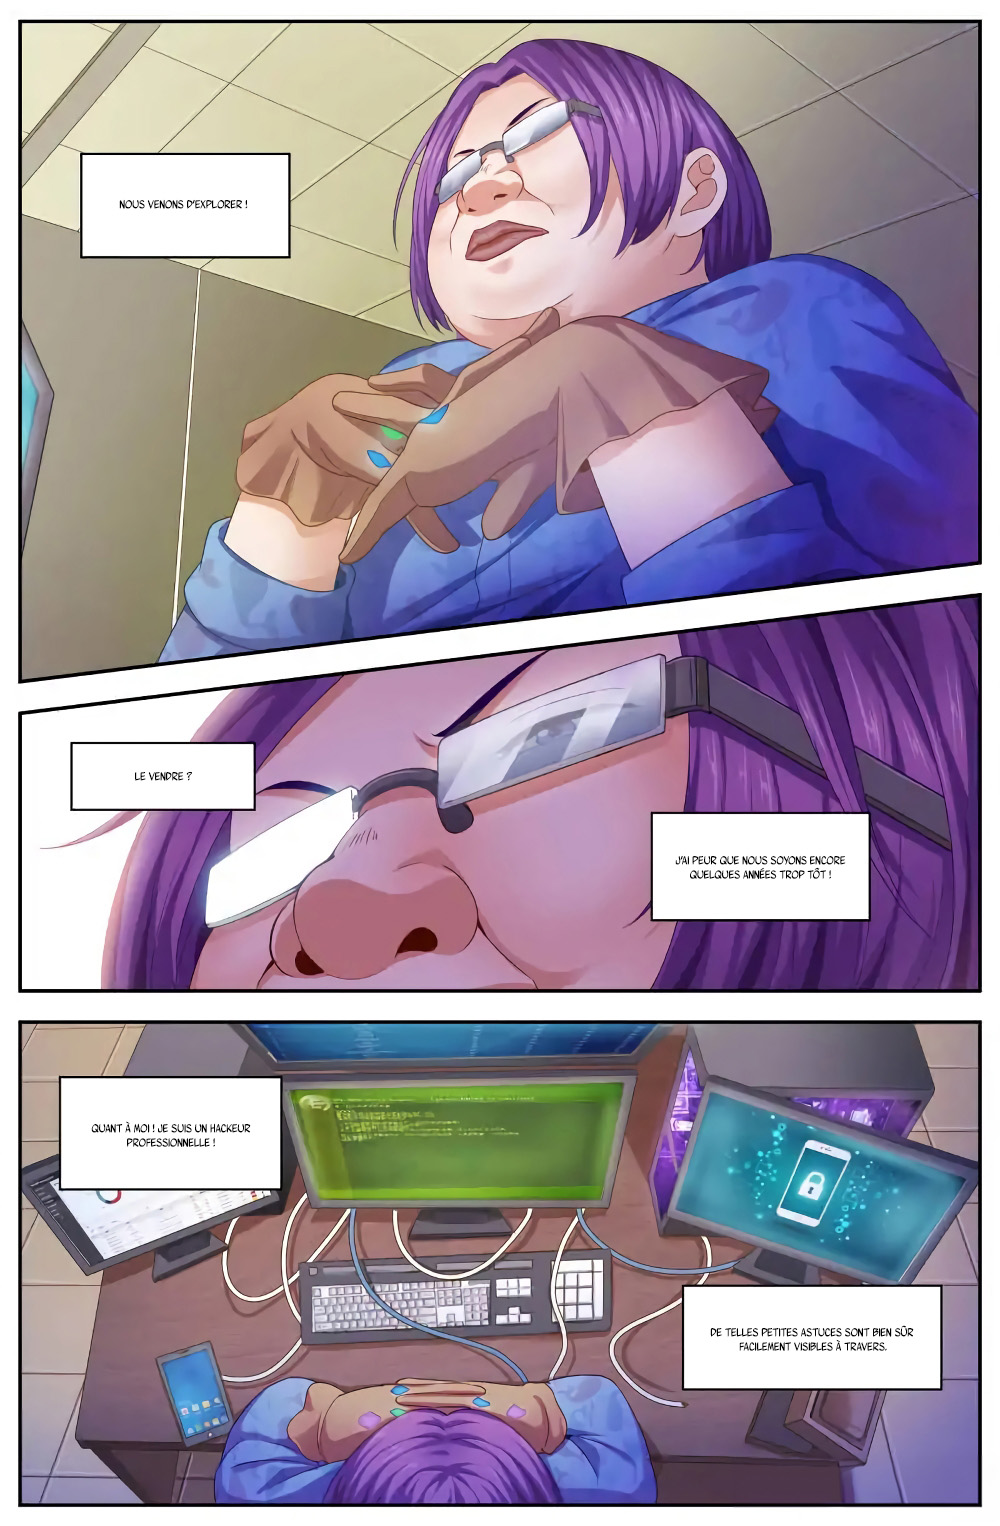 NOUS VENONS D'EXPLORER !
LE VENDRE ?
J'AI PEUR QUE NOUS SOYONS ENCORE
QUELQUES ANNÉES TROP TÔT !
QUANT À MOI ! JE SUIS UN HACKEUR
PROFESSIONNELLE !
DE TELLES PETITES ASTUCES SONT BIEN SÛR
FACILEMENT VISIBLES À TRAVERS.